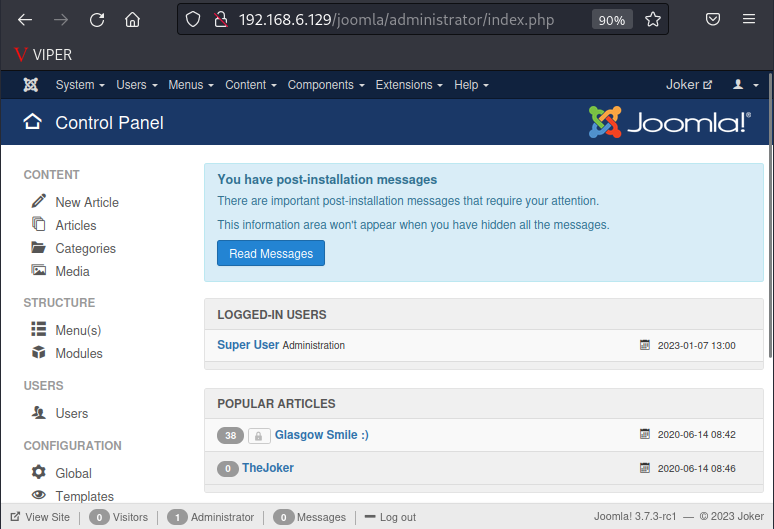 192.168.6.129/joomla/administrator/index.php 90%
V VIPER
System Users Menus Content Components Extensions Help Joker
Control Panel Joomla!®
CONTENT
New Article
Articles
Categories
Media
STRUCTURE
Menu(s)
Modules
USERS
Users
CONFIGURATION
Global
Templates
You have post-installation messages
There are important post-installation messages that require your attention.
This information area won't appear when you have hidden all the messages.
Read Messages
LOGGED-IN USERS
Super User Administration 2023-01-07 13:00
POPULAR ARTICLES
38 Glasgow Smile :) 2020-06-14 08:42
0 TheJoker 2020-06-14 08:46
View Site 0 Visitors 1 Administrator 0 Messages Log out Joomla! 3.7.3-rc1 — © 2023 Joker